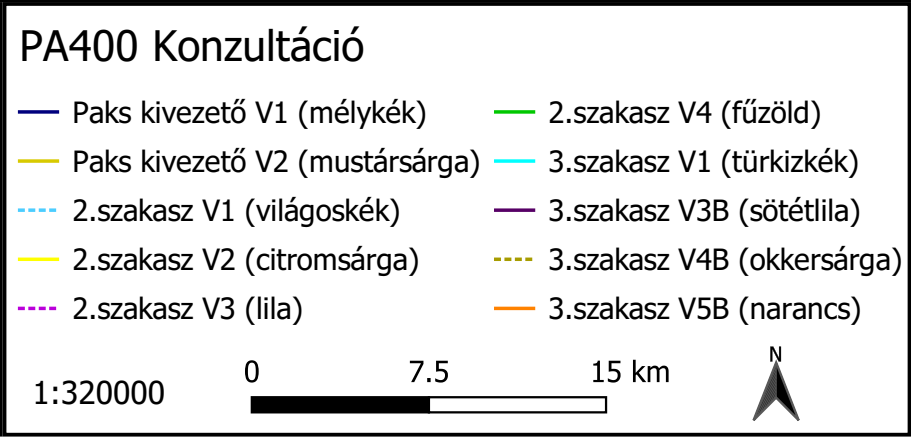 PA400 Konzultáció
Paks kivezető V1 (mélykék)
Paks kivezető V2 (mustársárga)
2.szakasz V1 (világoskék)
2.szakasz V2 (citromsárga)
2.szakasz V3 (lila)
2.szakasz V4 (fűzöld)
3.szakasz V1 (türkizkék)
3.szakasz V3B (sötétlila)
3.szakasz V4B (okkersárga)
3.szakasz V5B (narancs)
1:320000
0 7.5 15 km
N